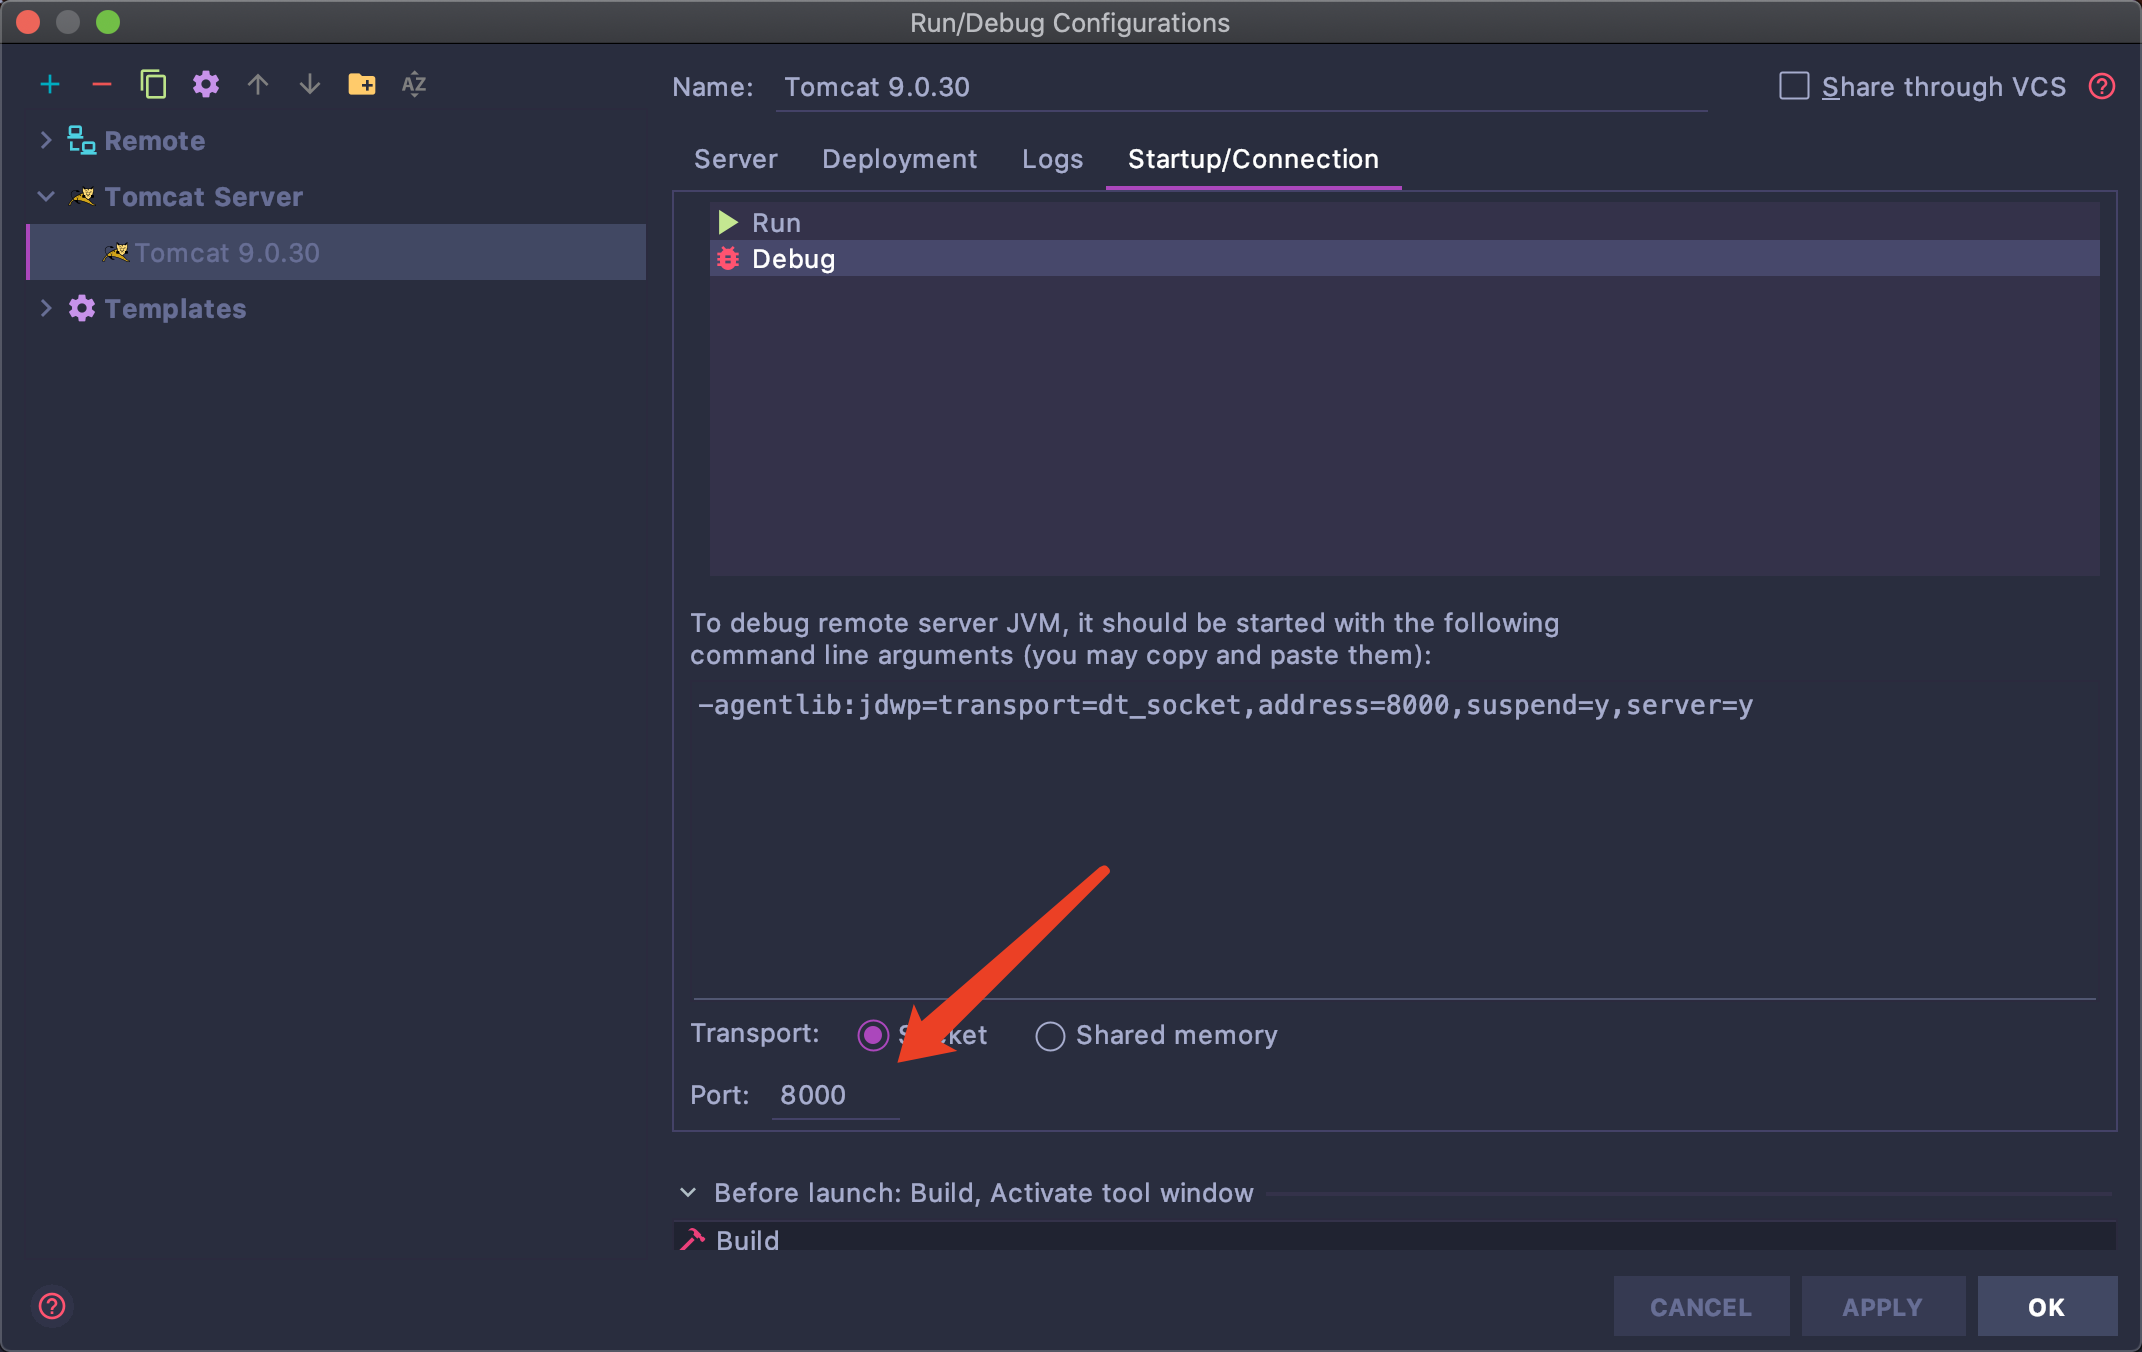 Run/Debug Configurations
Name: Tomcat 9.0.30
Share through VCS
Remote
Tomcat Server
Tomcat 9.0.30
Templates
Server Deployment Logs Startup/Connection
Run
Debug
To debug remote server JVM, it should be started with the following
command line arguments (you may copy and paste them):
-agentlib:jdwp=transport=dt_socket,address=8000,suspend=y,server=y
Transport: Shared memory
Port: 8000
Before launch: Build, Activate tool window
Build
CANCEL APPLY OK